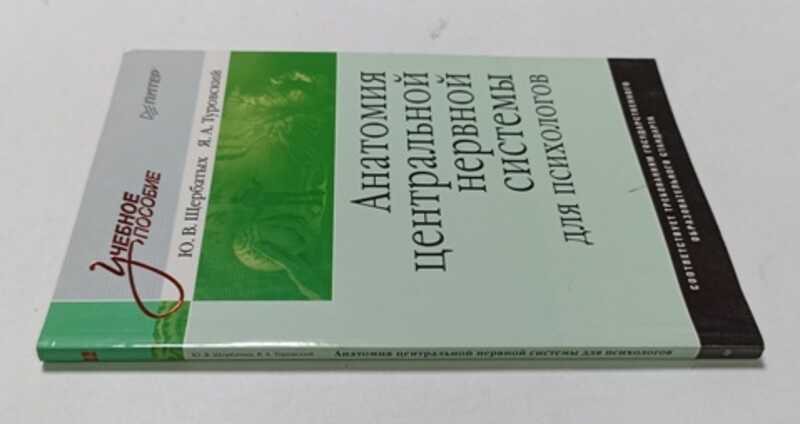 ПИТЕР
УЧЕБНОЕ
ПОСОБИЕ
Ю. В. Щербатых Я. А. Туровский
Анатомия
центральной
нервной
системы
для психологов
СООТВЕТСТВУЕТ ТРЕБОВАНИЯМ ГОСУДАРСТВЕННОГО
ОБРАЗОВАТЕЛЬНОГО СТАНДАРТА
Ю. В. Щербатых, Я. А. Туровский Анатомия центральной нервной системы для психологов